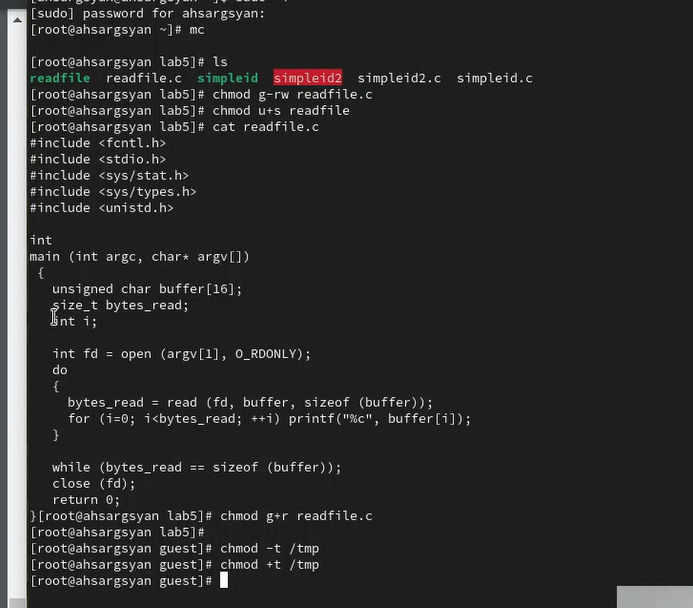 [sudo] password for ahsargsyan:
[root@ahsargsyan ~]# mc

[root@ahsargsyan lab5]# ls
readfile  readfile.c  simpleid  simpleid2  simpleid2.c  simpleid.c
[root@ahsargsyan lab5]# chmod g-rw readfile.c
[root@ahsargsyan lab5]# chmod u+s readfile
[root@ahsargsyan lab5]# cat readfile.c
#include <fcntl.h>
#include <stdio.h>
#include <sys/stat.h>
#include <sys/types.h>
#include <unistd.h>

int
main (int argc, char* argv[])
 {
   unsigned char buffer[16];
   size_t bytes_read;
   int i;

   int fd = open (argv[1], O_RDONLY);
   do
   {
     bytes_read = read (fd, buffer, sizeof (buffer));
     for (i=0; i<bytes_read; ++i) printf("%c", buffer[i]);
   }

   while (bytes_read == sizeof (buffer));
   close (fd);
   return 0;
}[root@ahsargsyan lab5]# chmod g+r readfile.c
[root@ahsargsyan lab5]#
[root@ahsargsyan guest]# chmod -t /tmp
[root@ahsargsyan guest]# chmod +t /tmp
[root@ahsargsyan guest]#